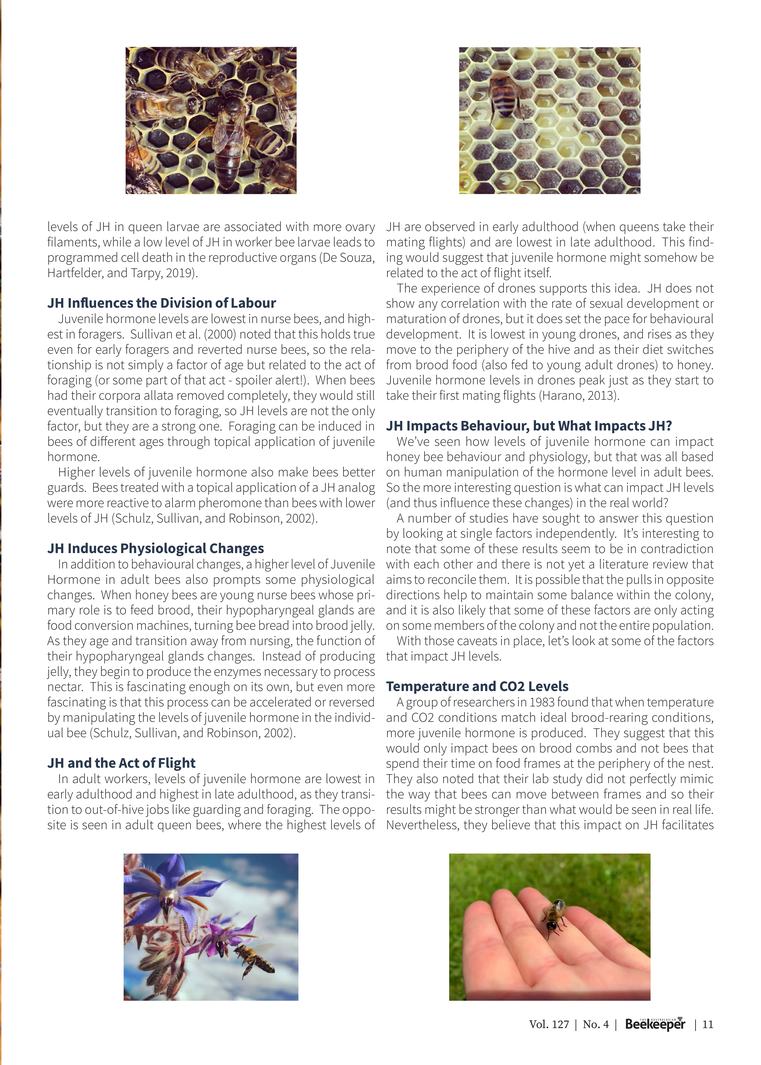 levels of JH in queen larvae are associated with more ovary
filaments, while a low level of JH in worker bee larvae leads to
programmed cell death in the reproductive organs (De Souza,
Hartfelder, and Tarpy, 2019).
JH Influences the Division of Labour
Juvenile hormone levels are lowest in nurse bees, and high-
est in foragers. Sullivan et al. (2000) noted that this holds true
even for early foragers and reverted nurse bees, so the rela-
tionship is not simply a factor of age but related to the act of
foraging (or some part of that act - spoiler alert!). When bees
had their corpora allata removed completely, they would still
eventually transition to foraging, so JH levels are not the only
factor, but they are a strong one. Foraging can be induced in
bees of different ages through topical application of juvenile
hormone.
Higher levels of juvenile hormone also make bees better
guards. Bees treated with a topical application of a JH analog
were more reactive to alarm pheromone than bees with lower
levels of JH (Schulz, Sullivan, and Robinson, 2002).
JH Induces Physiological Changes
In addition to behavioural changes, a higher level of Juvenile
Hormone in adult bees also prompts some physiological
changes. When honey bees are young nurse bees whose pri-
mary role is to feed brood, their hypopharyngeal glands are
food conversion machines, turning bee bread into brood jelly.
As they age and transition away from nursing, the function of
their hypopharyngeal glands changes. Instead of producing
jelly, they begin to produce the enzymes necessary to process
nectar. This is fascinating enough on its own, but even more
fascinating is that this process can be accelerated or reversed
by manipulating the levels of juvenile hormone in the individ-
ual bee (Schulz, Sullivan, and Robinson, 2002).
JH and the Act of Flight
In adult workers, levels of juvenile hormone are lowest in
early adulthood and highest in late adulthood, as they transi-
tion to out-of-hive jobs like guarding and foraging. The oppo-
site is seen in adult queen bees, where the highest levels of
JH are observed in early adulthood (when queens take their
mating flights) and are lowest in late adulthood. This find-
ing would suggest that juvenile hormone might somehow be
related to the act of flight itself.
The experience of drones supports this idea. JH does not
show any correlation with the rate of sexual development or
maturation of drones, but it does set the pace for behavioural
development. It is lowest in young drones, and rises as they
move to the periphery of the hive and as their diet switches
from brood food (also fed to young adult drones) to honey.
Juvenile hormone levels in drones peak just as they start to
take their first mating flights (Harano, 2013).
JH Impacts Behaviour, but What Impacts JH?
We've seen how levels of juvenile hormone can impact
honey bee behaviour and physiology, but that was all based
on human manipulation of the hormone level in adult bees.
So the more interesting question is what can impact JH levels
(and thus influence these changes) in the real world?
A number of studies have sought to answer this question
by looking at single factors independently. It's interesting to
note that some of these results seem to be in contradiction
with each other and there is not yet a literature review that
aims to reconcile them. It is possible that the pulls in opposite
directions help to maintain some balance within the colony,
and it is also likely that some of these factors are only acting
on some members of the colony and not the entire population.
With those caveats in place, let's look at some of the factors
that impact JH levels.
Temperature and CO2 Levels
A group of researchers in 1983 found that when temperature
and CO2 conditions match ideal brood-rearing conditions,
more juvenile hormone is produced. They suggest that this
would only impact bees on brood combs and not bees that
spend their time on food frames at the periphery of the nest.
They also noted that their lab study did not perfectly mimic
the way that bees can move between frames and so their
results might be stronger than what would be seen in real life.
Nevertheless, they believe that this impact on JH facilitates
Vol. 127 | No. 4 | Beekeeper | 11